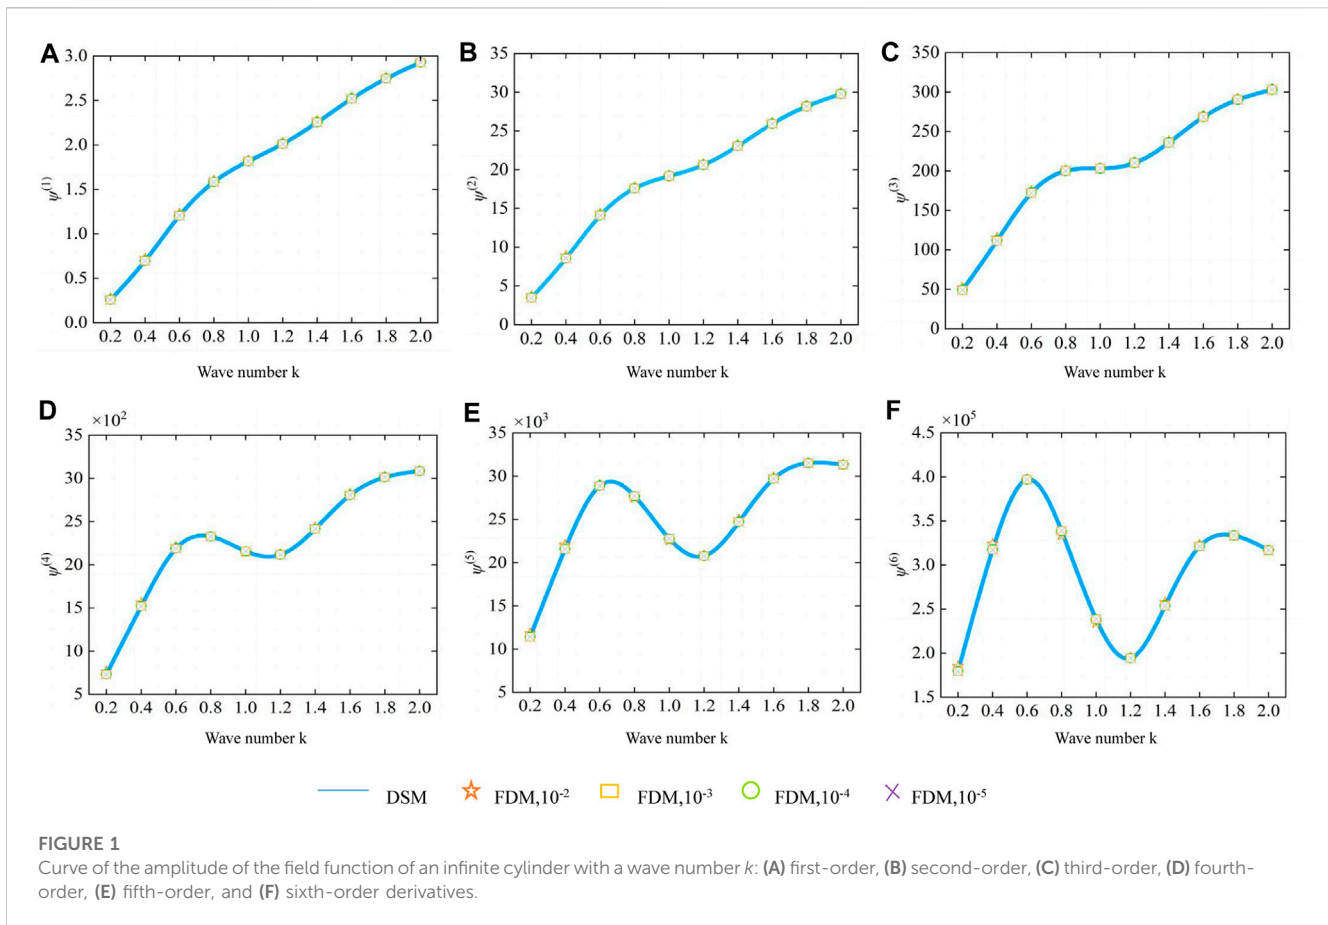 A
3.0
2.5
2.0
1.5
1.0
0.5
0.0
ψ(1)
0.2 0.4 0.6 0.8 1.0 1.2 1.4 1.6 1.8 2.0
Wave number k
B
35
30
25
20
15
10
5
0
ψ(2)
0.2 0.4 0.6 0.8 1.0 1.2 1.4 1.6 1.8 2.0
Wave number k
C
350
300
250
200
150
100
50
0
ψ(3)
0.2 0.4 0.6 0.8 1.0 1.2 1.4 1.6 1.8 2.0
Wave number k
D
×10²
35
30
25
20
15
10
5
ψ(4)
0.2 0.4 0.6 0.8 1.0 1.2 1.4 1.6 1.8 2.0
Wave number k
E
×10³
35
30
25
20
15
10
5
ψ(5)
0.2 0.4 0.6 0.8 1.0 1.2 1.4 1.6 1.8 2.0
Wave number k
F
×10⁵
4.5
4.0
3.5
3.0
2.5
2.0
1.5
ψ(6)
0.2 0.4 0.6 0.8 1.0 1.2 1.4 1.6 1.8 2.0
Wave number k
DSM FDM,10⁻² FDM,10⁻³ FDM,10⁻⁴ FDM,10⁻⁵
FIGURE 1
Curve of the amplitude of the field function of an infinite cylinder with a wave number k: (A) first-order, (B) second-order, (C) third-order, (D) fourth-
order, (E) fifth-order, and (F) sixth-order derivatives.